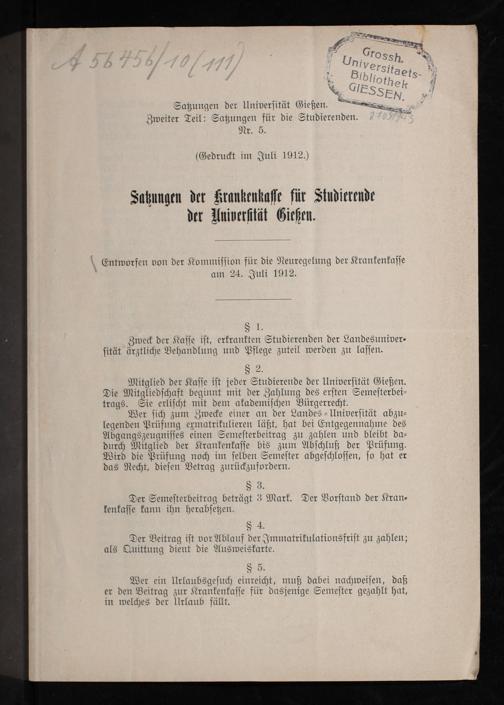 A 56456/10 (111)
Grossh.
Universitaets-
Bibliothek
GIESSEN.
Satzungen der Universität Gießen.
Zweiter Teil: Satzungen für die Studierenden.
Nr. 5.
(Gedruckt im Juli 1912.)
Satzungen der Krankenkasse für Studierende
der Universität Gießen.
Entworfen von der Kommission für die Neuregelung der Krankenkasse
am 24. Juli 1912.
§ 1.
Zweck der Kasse ist, erkrankten Studierenden der Landesuniver-
sität ärztliche Behandlung und Pflege zuteil werden zu lassen.
§ 2.
Mitglied der Kasse ist jeder Studierende der Universität Gießen.
Die Mitgliedschaft beginnt mit der Zahlung des ersten Semesterbei-
trags. Sie erlischt mit dem akademischen Bürgerrecht.
Wer sich zum Zwecke einer an der Landes-Universität abzu-
legenden Prüfung exmatrikulieren läßt, hat bei Entgegennahme des
Abgangszeugnisses einen Semesterbeitrag zu zahlen und bleibt da-
durch Mitglied der Krankenkasse bis zum Abschluß der Prüfung.
Wird die Prüfung noch im selben Semester abgeschlossen, so hat er
das Recht, diesen Betrag zurückzufordern.
§ 3.
Der Semesterbeitrag beträgt 3 Mark. Der Vorstand der Kran-
kenkasse kann ihn herabsetzen.
§ 4.
Der Beitrag ist vor Ablauf der Immatrikulationsfrist zu zahlen;
als Quittung dient die Ausweiskarte.
§ 5.
Wer ein Urlaubsgesuch einreicht, muß dabei nachweisen, daß
er den Beitrag zur Krankenkasse für dasjenige Semester gezahlt hat,
in welches der Urlaub fällt.